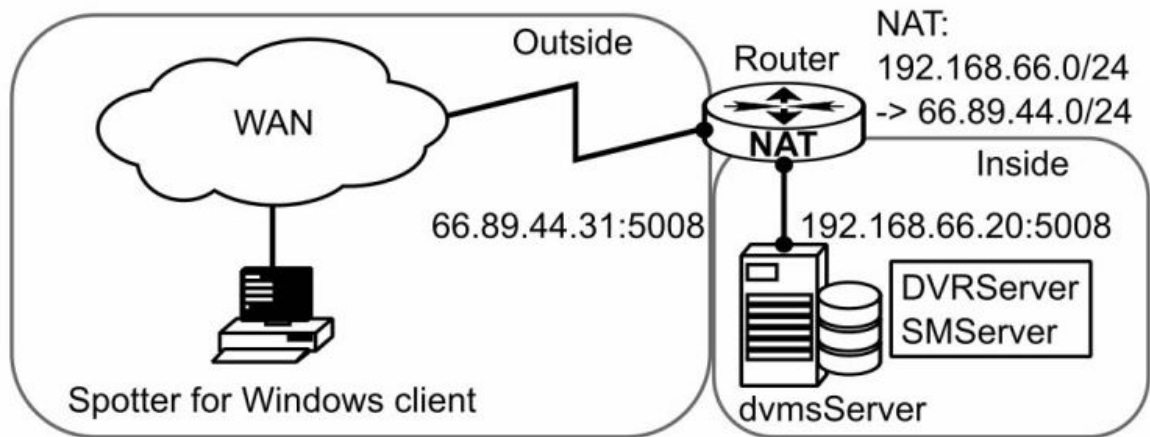 Outside
WAN
Router
NAT
NAT:
192.168.66.0/24
-> 66.89.44.0/24
Inside
66.89.44.31:5008
192.168.66.20:5008
DVRServer
SMServer
Spotter for Windows client
dvmsServer